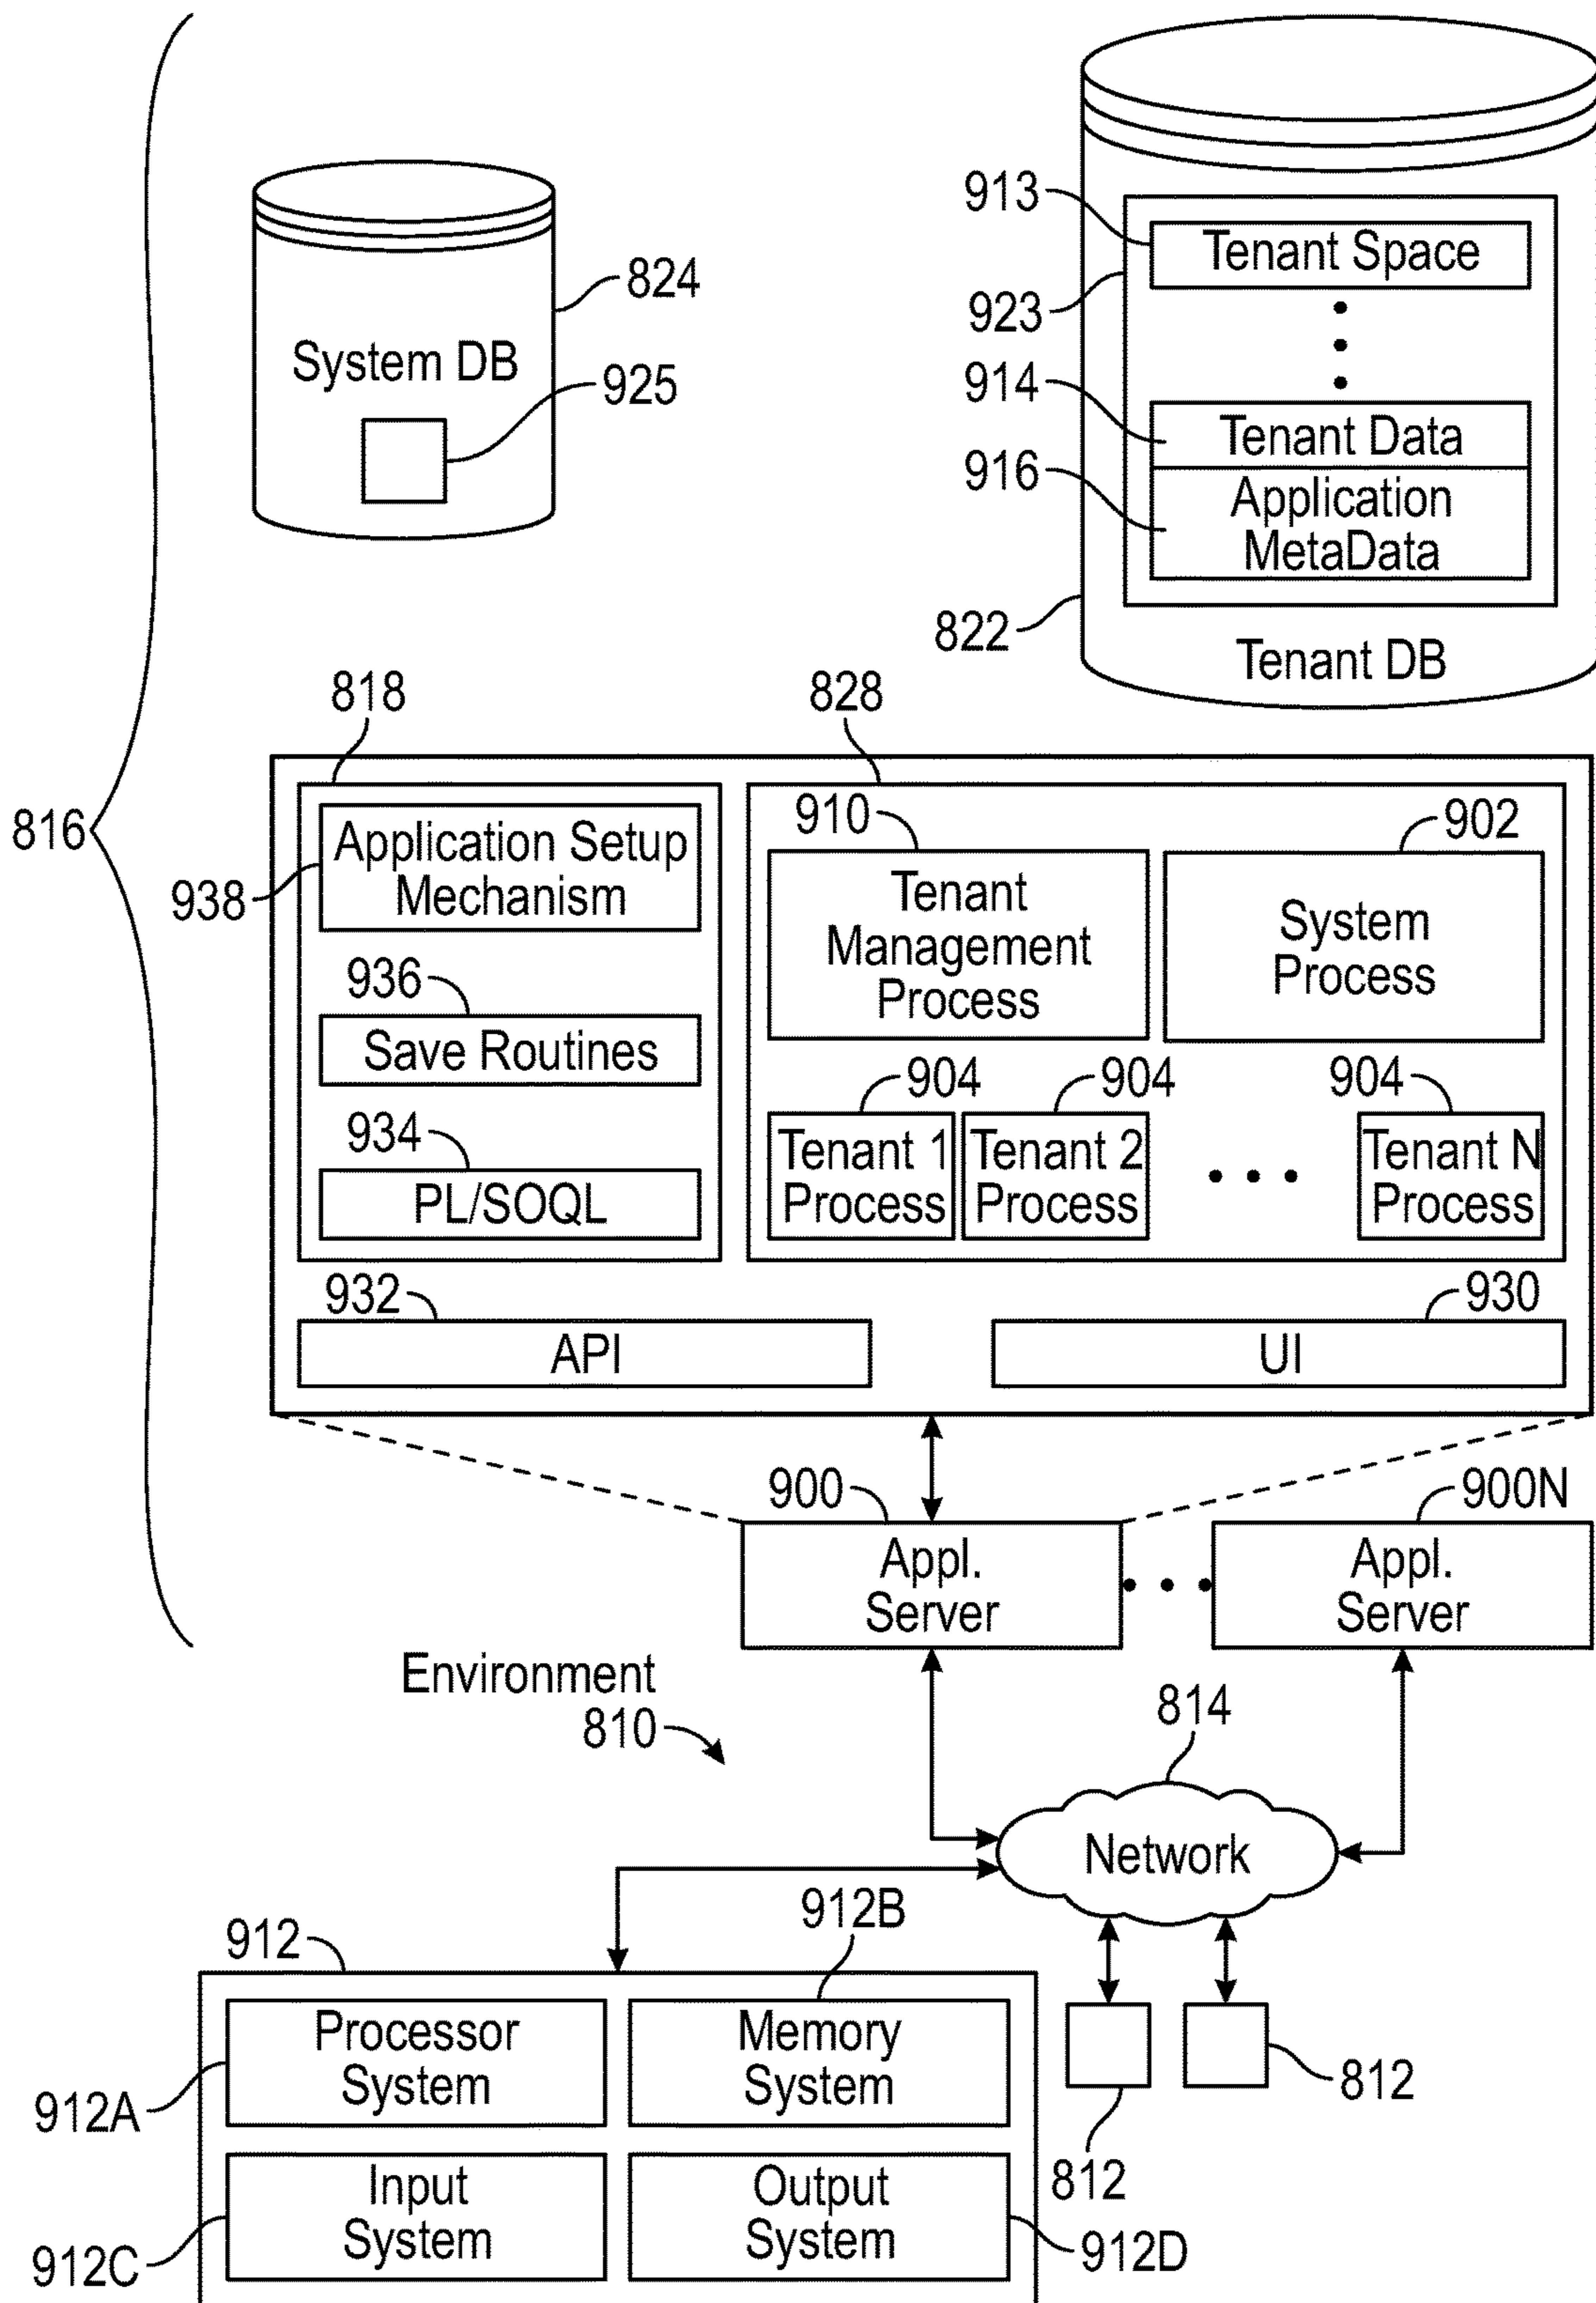 913
Tenant Space
824
923
System DB
925
914
Tenant Data
916
Application
MetaData
822
Tenant DB
818
828
816
910
902
Application Setup
Mechanism
938
Tenant
Management
Process
System
Process
936
Save Routines
904
904
904
934
PL/SOQL
Tenant 1
Process
Tenant 2
Process
Tenant N
Process
932
930
API
UI
900
900N
Appl.
Server
Appl.
Server
Environment
810
814
Network
912
912B
Processor
System
Memory
System
912A
812
812
Input
System
Output
System
912C
912D